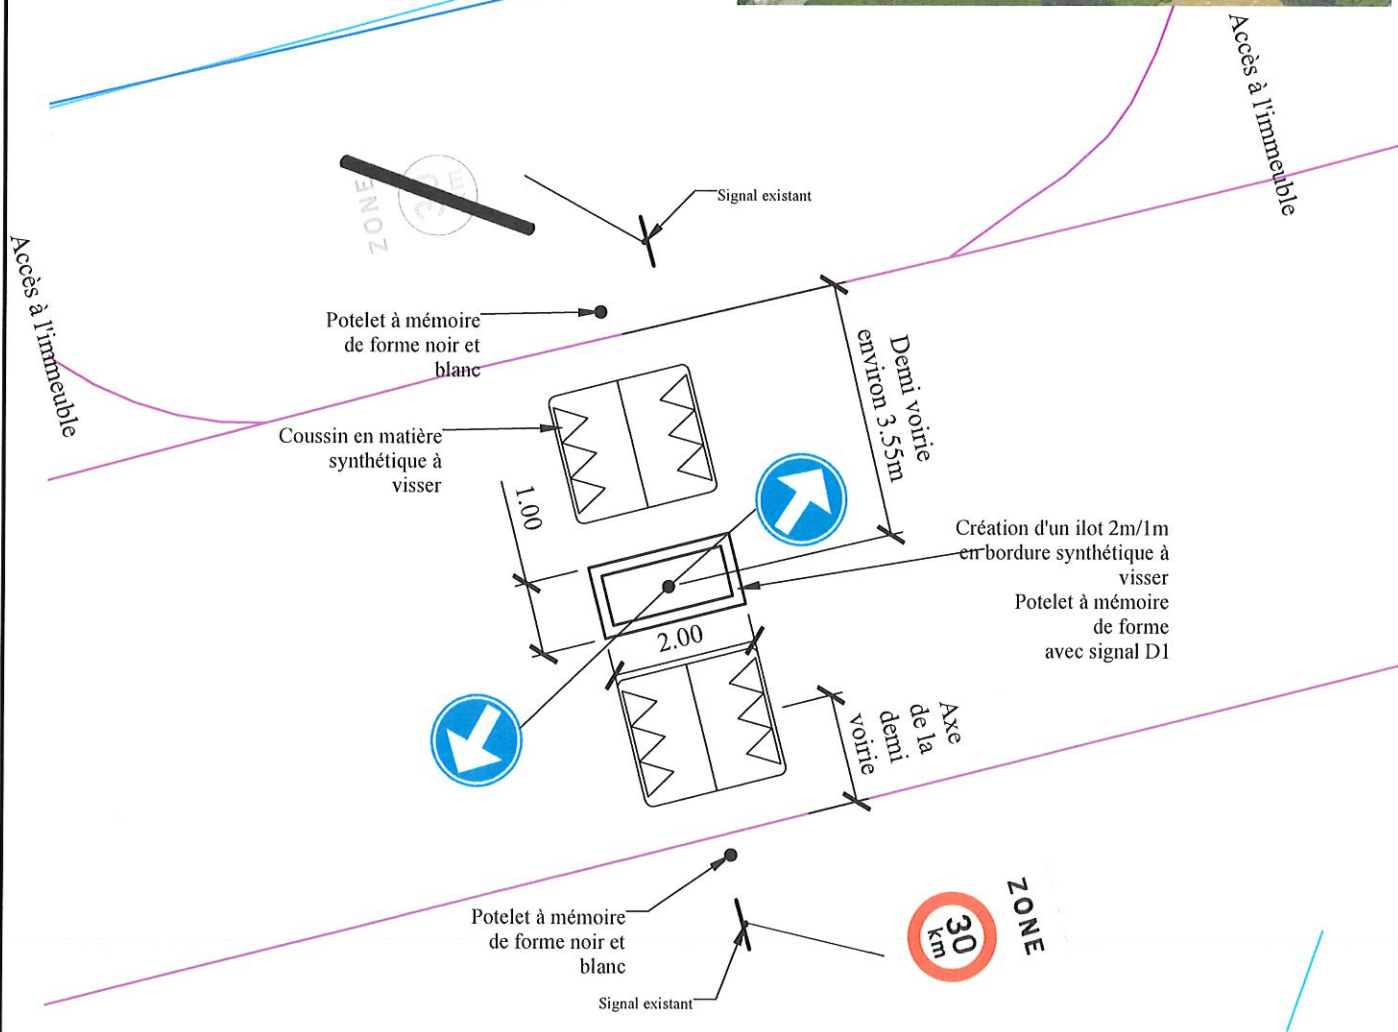 Accès à l'immeuble
ZONE
30
km
Signal existant
Accès à l'immeuble
Potelet à mémoire
de forme noir et
blanc
Demi voirie
environ 3.55m
Coussin en matière
synthétique à
visser
1.00
Création d'un ilot 2m/1m
en bordure synthétique à
visser
Potelet à mémoire
de forme
avec signal D1
2.00
Axe
de la
demi
voirie
Potelet à mémoire
de forme noir et
blanc
Signal existant
ZONE
30
km